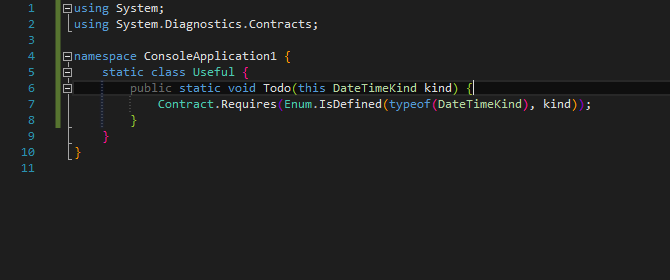 1 using System;
2 using System.Diagnostics.Contracts;
3
4 namespace ConsoleApplication1 {
5 static class Useful {
6 public static void Todo(this DateTimeKind kind) {
7 Contract.Requires(Enum.IsDefined(typeof(DateTimeKind), kind));
8 }
9 }
10 }
11